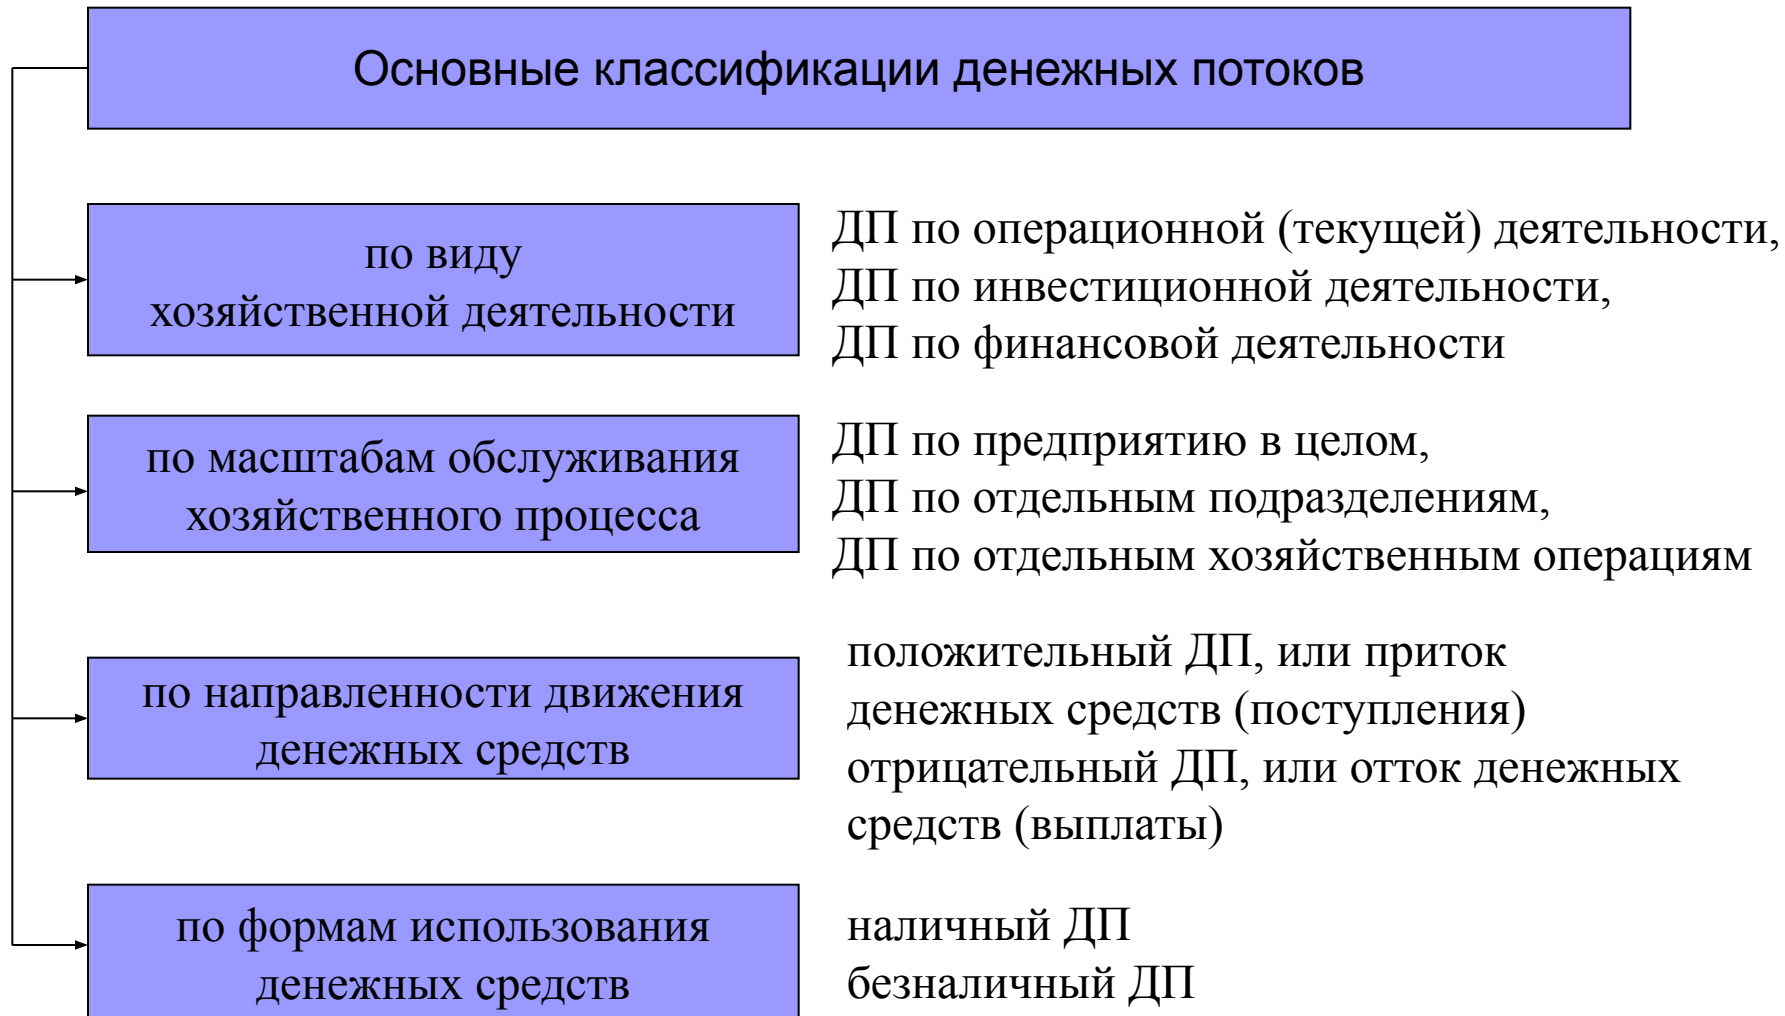 Основные классификации денежных потоков
по виду
хозяйственной деятельности
ДП по операционной (текущей) деятельности,
ДП по инвестиционной деятельности,
ДП по финансовой деятельности
по масштабам обслуживания
хозяйственного процесса
ДП по предприятию в целом,
ДП по отдельным подразделениям,
ДП по отдельным хозяйственным операциям
по направленности движения
денежных средств
положительный ДП, или приток
денежных средств (поступления)
отрицательный ДП, или отток денежных
средств (выплаты)
по формам использования
денежных средств
наличный ДП
безналичный ДП